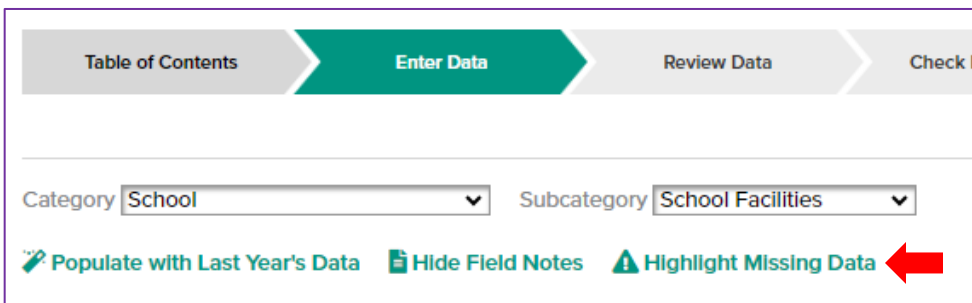 Table of Contents Enter Data Review Data Check
Category School Subcategory School Facilities
Populate with Last Year's Data Hide Field Notes Highlight Missing Data